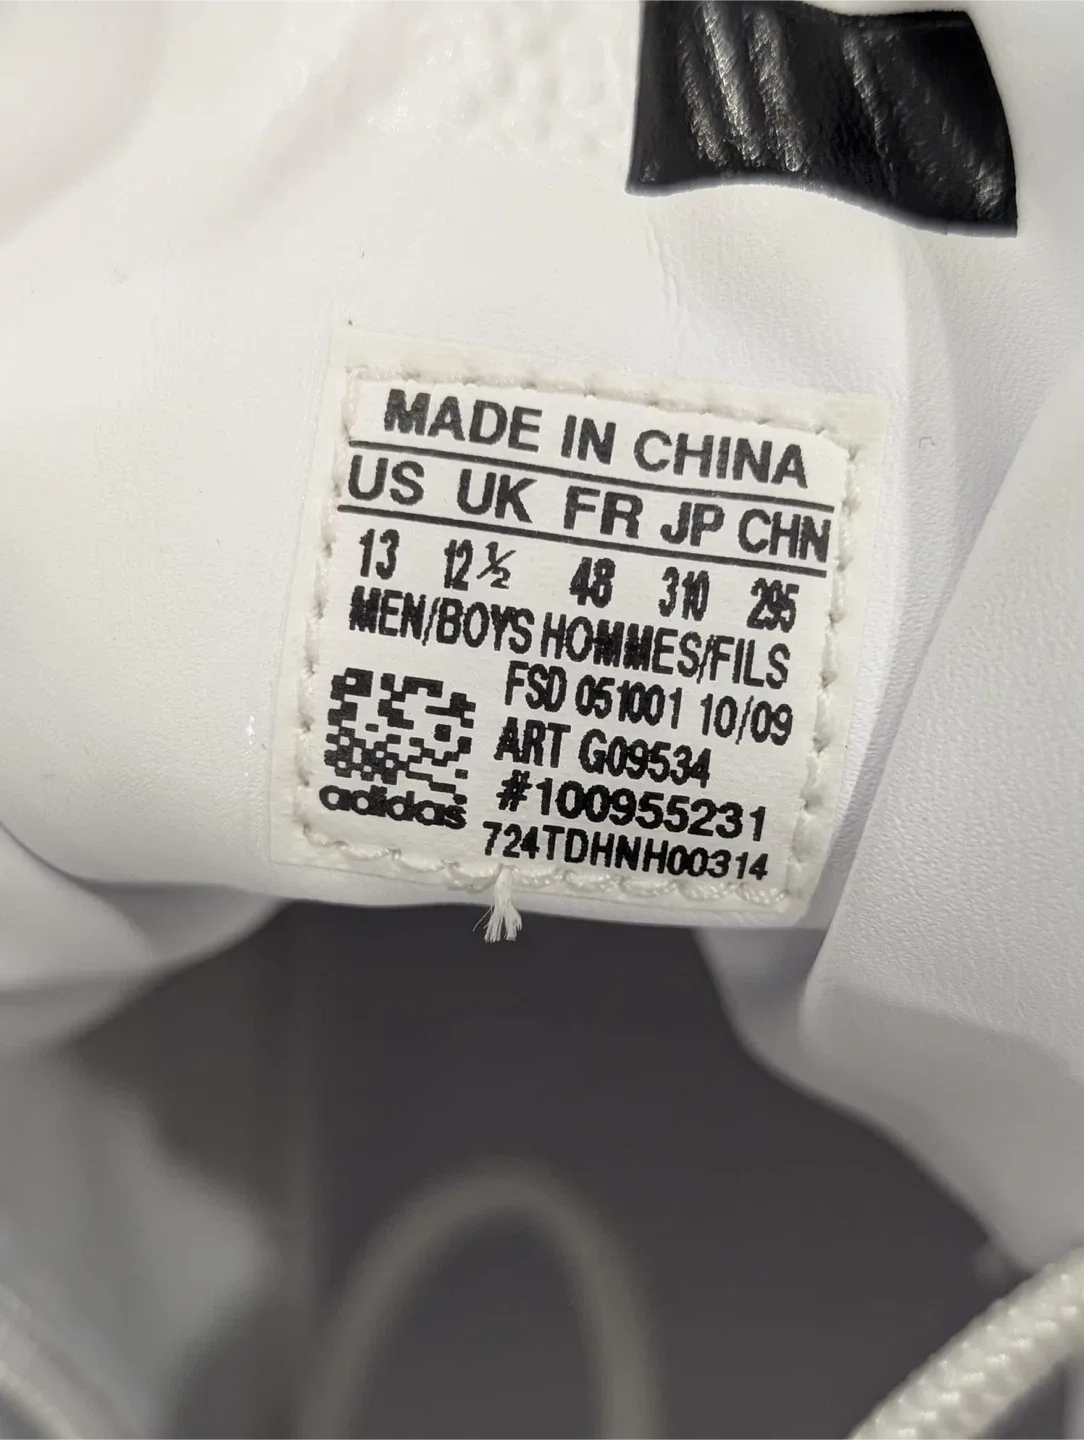 MADE IN CHINA
US UK FR JP CHN
13 12½ 48 310 295
MEN/BOYS HOMMES/FILS
FSD 051001 10/09
ART G09534
#100955231
adidas
724TDHNH00314